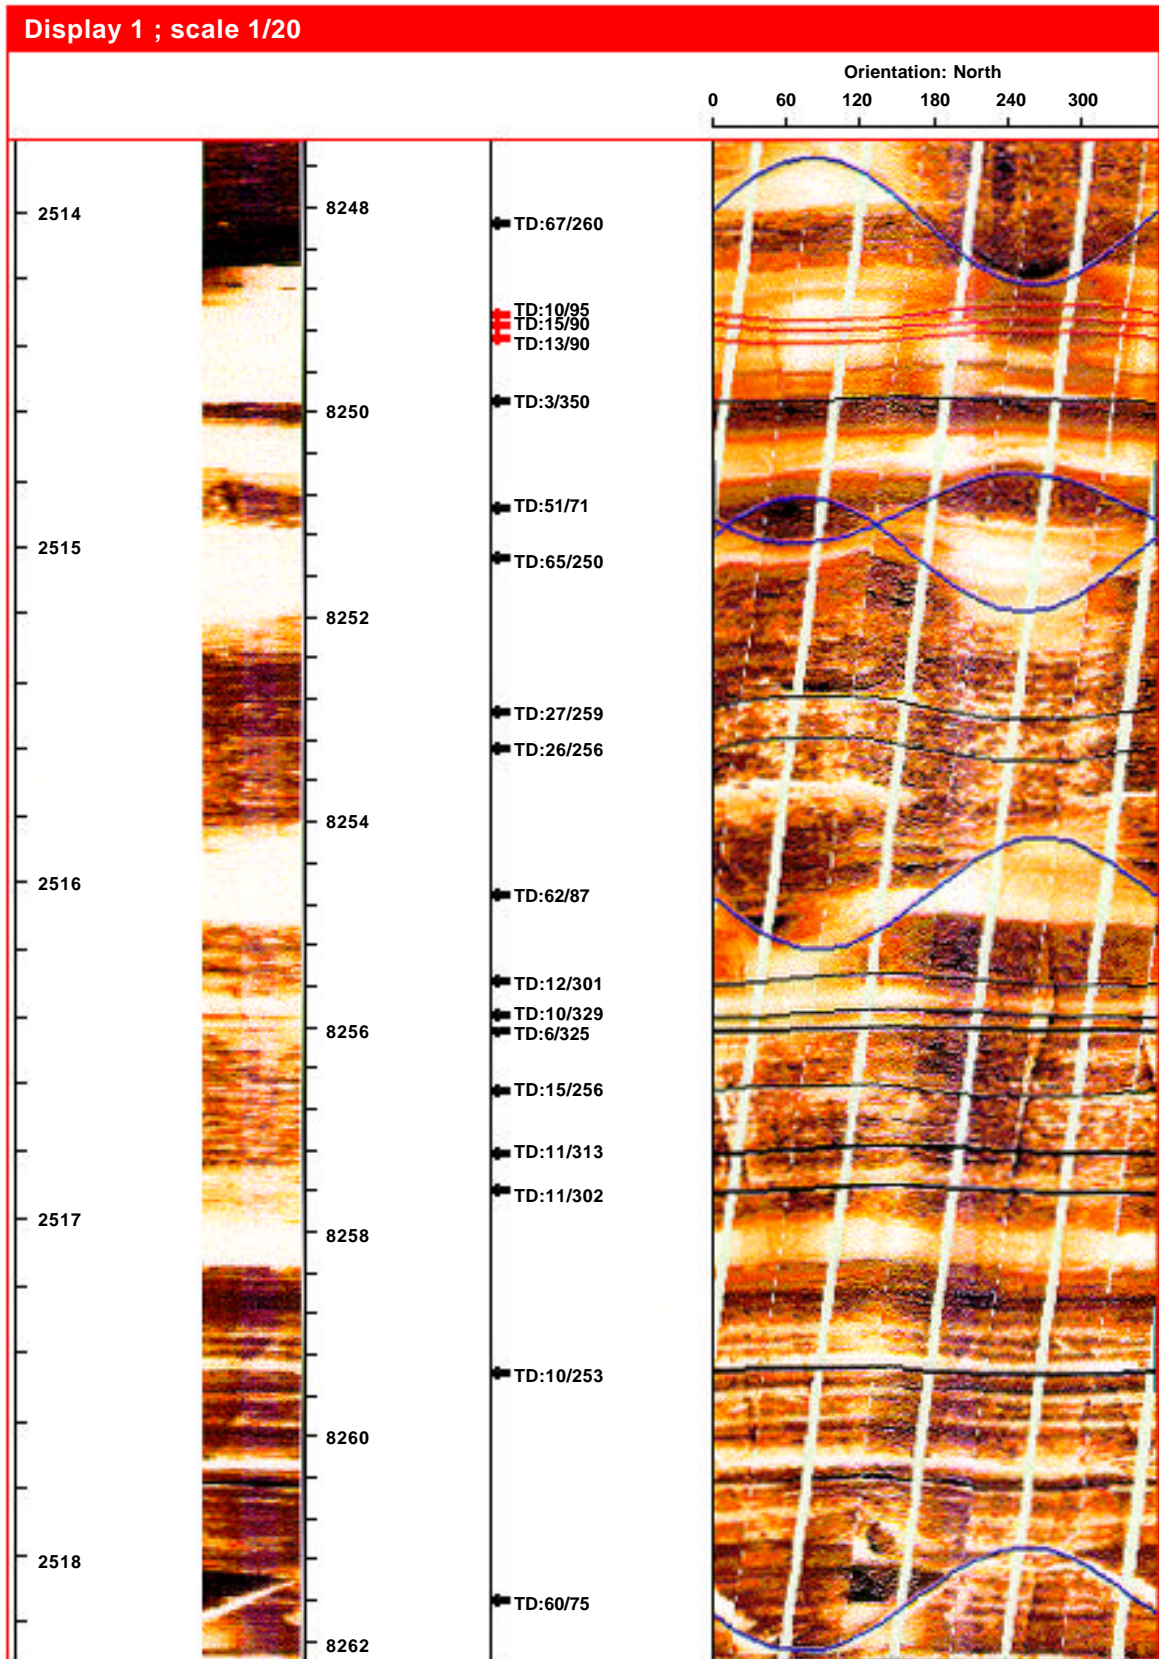 Display 1 ; scale 1/20
Orientation: North
0 60 120 180 240 300
8248
2514
TD:67/260
TD:10/95
TD:15/90
TD:13/90
TD:3/350
8250
TD:51/71
2515
TD:65/250
8252
TD:27/259
TD:26/256
8254
2516
TD:62/87
TD:12/301
TD:10/329
8256
TD:6/325
TD:15/256
TD:11/313
TD:11/302
2517
8258
TD:10/253
8260
2518
TD:60/75
8262